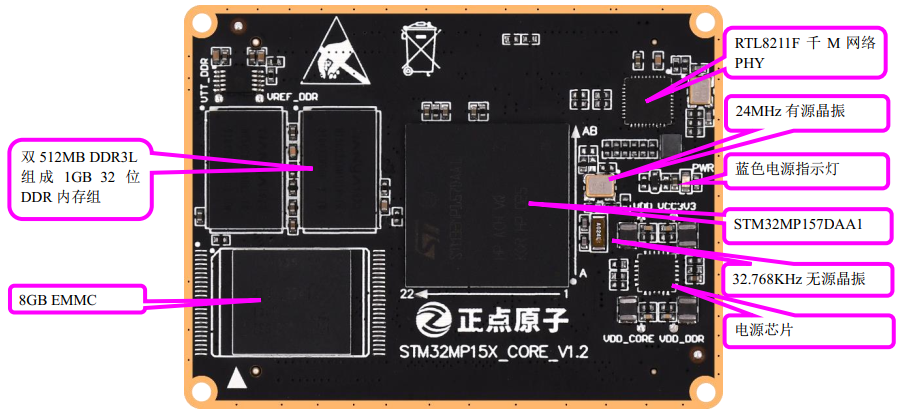 RTL8211F 千 M 网络
PHY
24MHz 有源晶振
蓝色电源指示灯
STM32MP157DAA1
32.768KHz 无源晶振
电源芯片
双 512MB DDR3L
组成 1GB 32 位
DDR 内存组
8GB EMMC
VTT_DDR
VREF_DDR
AB
A
22
1
PWR
VDD
VCC3V3
VDD_CORE VDD_DDR
正点原子
STM32MP15X_CORE_V1.2